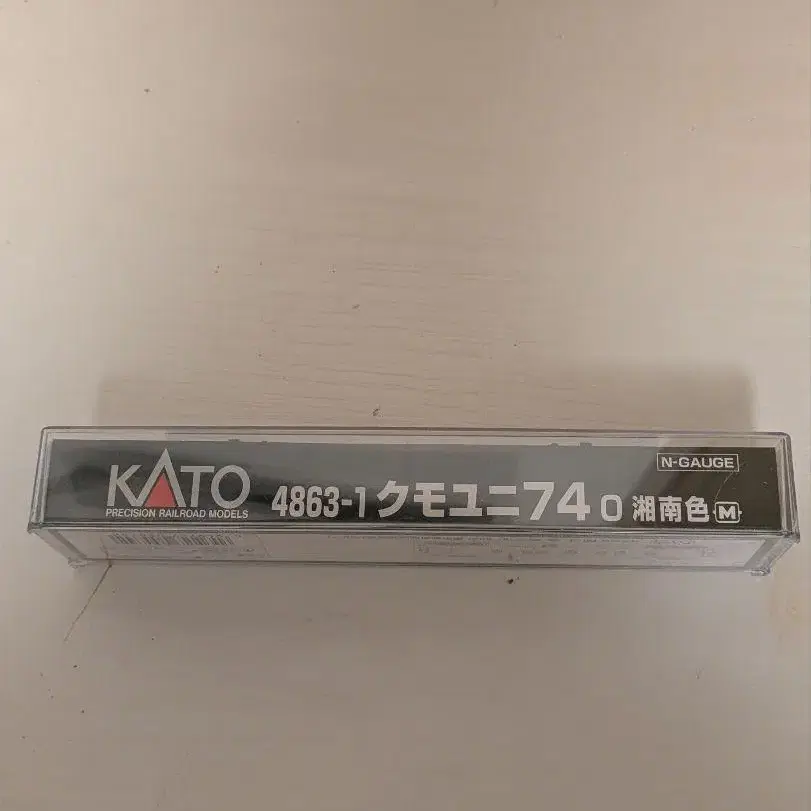 N-GAUGE
KATO
PRECISION RAILROAD MODELS
4863-1 クモユニ74 0 湘南色 M